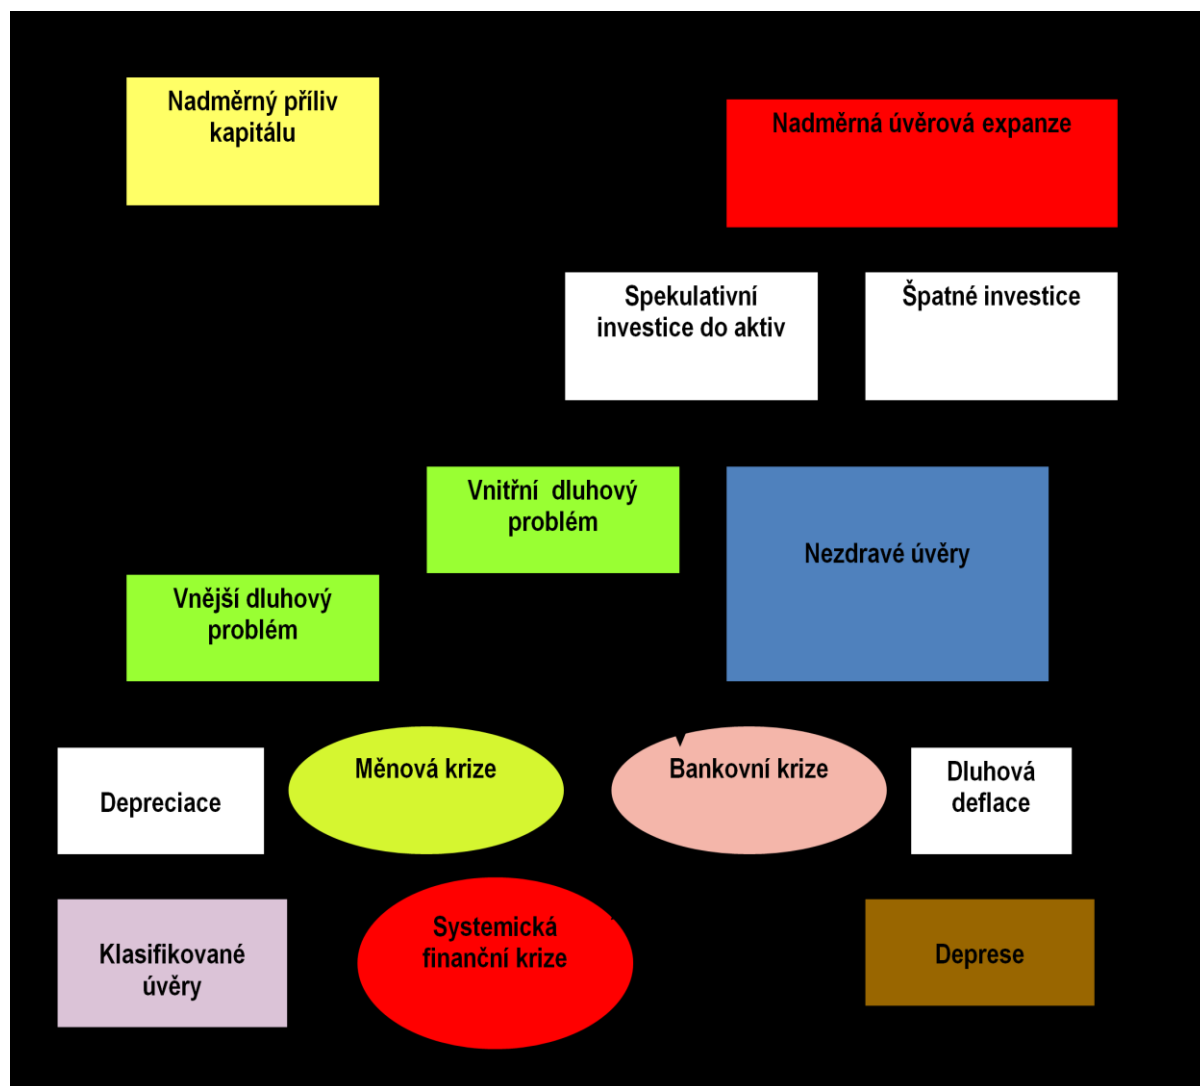 Nadměrný příliv
kapitálu
Nadměrná úvěrová expanze
Spekulativní
investice do aktiv
Špatné investice
Vnitřní  dluhový
problém
Nezdravé úvěry
Vnější dluhový
problém
Měnová krize
Bankovní krize
Dluhová
deflace
Depreciace
Systemická
finanční krize
Klasifikované
úvěry
Deprese